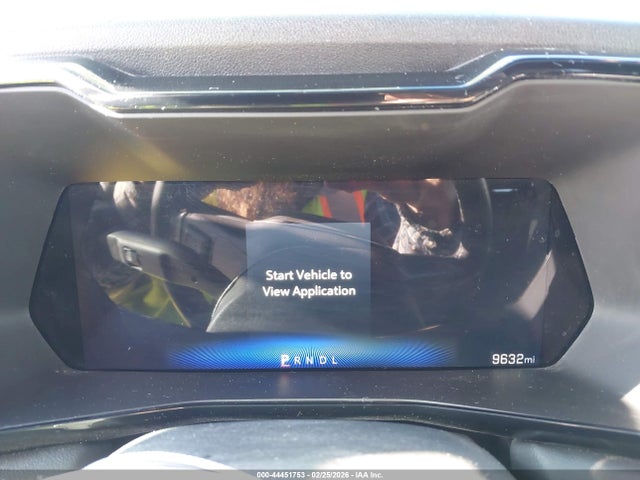 Start Vehicle to
View Application
PRNDL
9632mi
000-44451753 - 02/25/2026 - IAA Inc.